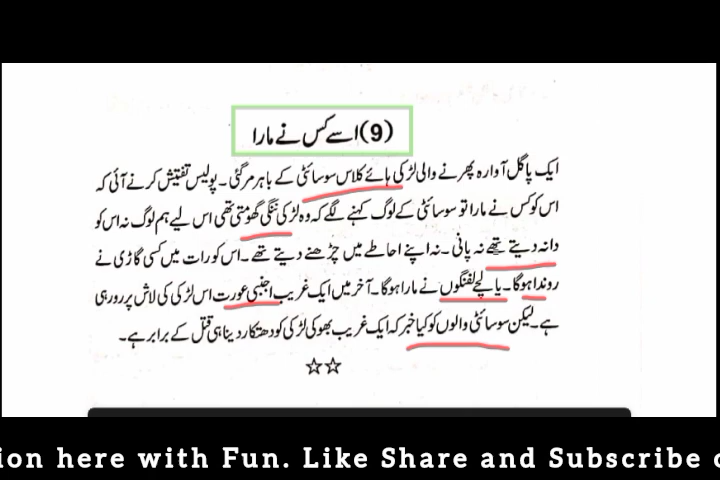 (9) اسے کس نے مارا
ایک پاگل آوارہ پھرنے والی لڑکی ہائے کلاس سوسائٹی کے باہر مر گئی۔ پولیس تفتیش کرنے آئی کہ
اس کو کس نے مارا تو سوسائٹی کے لوگ کہنے لگے کہ وہ لڑکی ننگی گھومتی تھی اس لیے ہم لوگ نہ اس کو
دانہ دیتے تھے نہ پانی۔ نہ اپنے احاطے میں چڑھنے دیتے تھے۔ اس کو رات میں کسی گاڑی نے
روندا ہوگا۔ یا لچے لفنگوں نے مارا ہوگا۔ آخر میں ایک غریب اجنبی عورت اس لڑکی کی لاش پر رو رہی
ہے۔ لیکن سوسائٹی والوں کو کیا خبر کہ ایک غریب بھوکی لڑکی کو دھتکار دینا ہی قتل کے برابر ہے۔
☆☆
ion here with Fun. Like Share and Subscribe